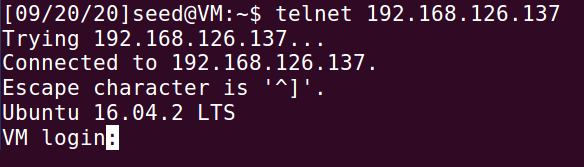 [09/20/20]seed@VM:~$ telnet 192.168.126.137
Trying 192.168.126.137...
Connected to 192.168.126.137.
Escape character is '^]'.
Ubuntu 16.04.2 LTS
VM login: